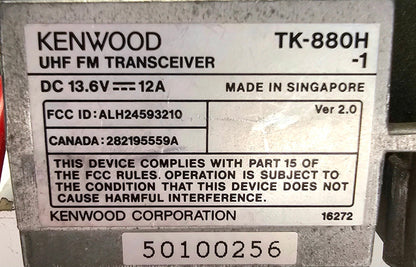 KENWOOD TK-880H
UHF FM TRANSCEIVER -1
DC 13.6V ⎓ 12A MADE IN SINGAPORE
FCC ID: ALH24593210 Ver 2.0
CANADA: 282195559A
THIS DEVICE COMPLIES WITH PART 15 OF
THE FCC RULES. OPERATION IS SUBJECT TO
THE CONDITION THAT THIS DEVICE DOES NOT
CAUSE HARMFUL INTERFERENCE.
KENWOOD CORPORATION 16272
50100256